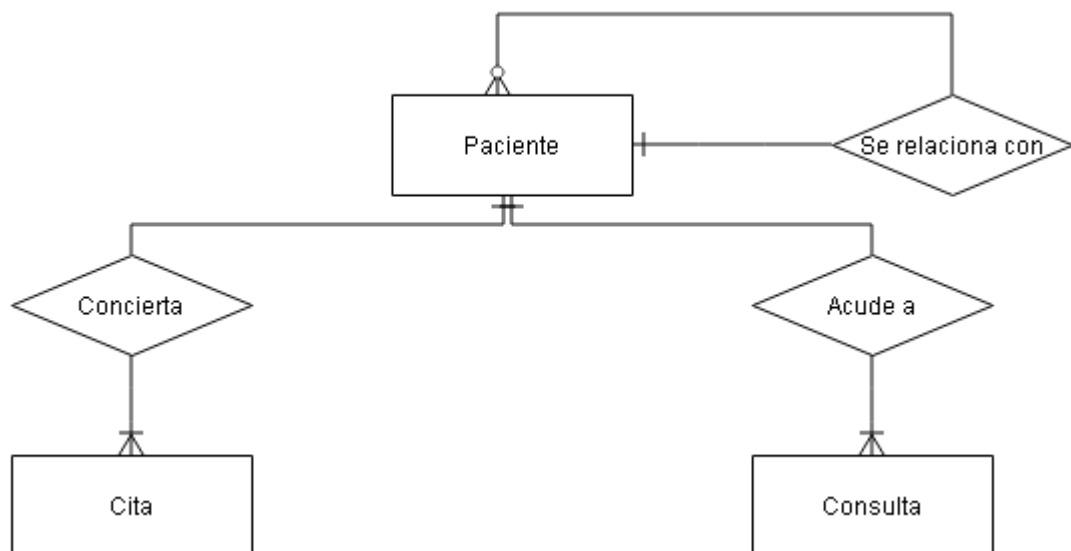 Paciente
Se relaciona con
Concierta
Acude a
Cita
Consulta